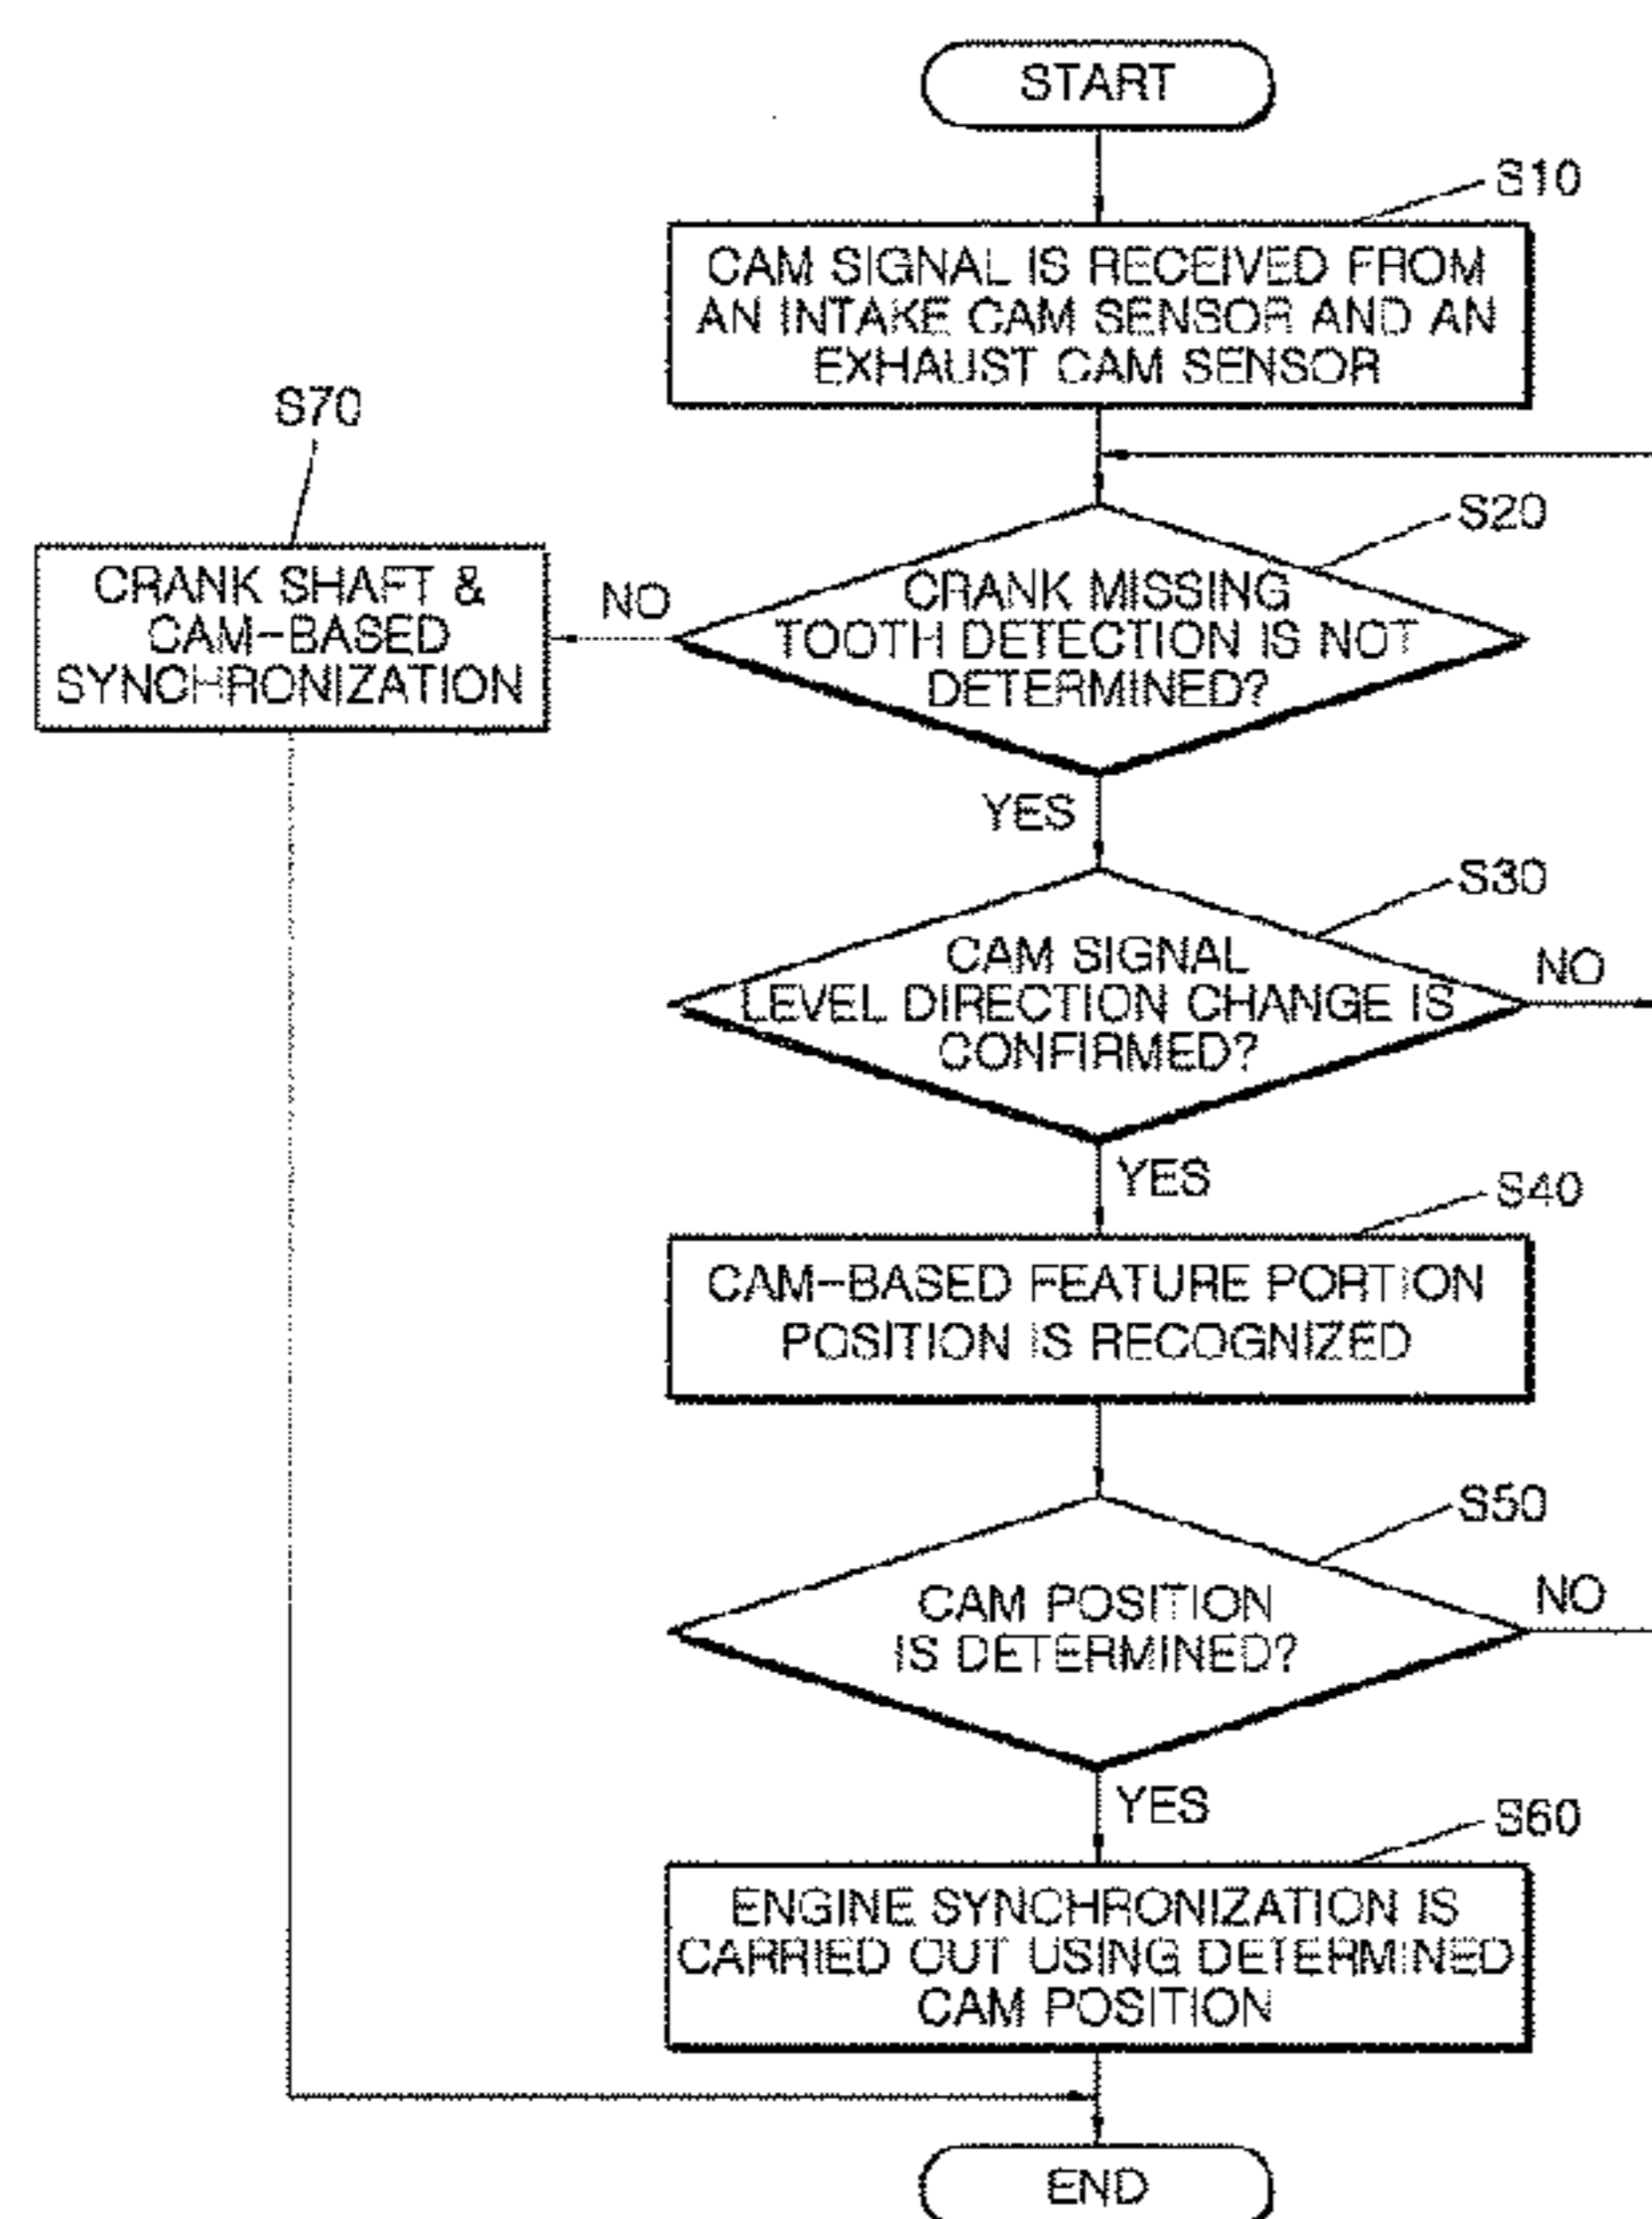 START
S10
CAM SIGNAL IS RECEIVED FROM
AN INTAKE CAM SENSOR AND AN
EXHAUST CAM SENSOR
S70
S20
CRANK SHAFT &
CAM-BASED
SYNCHRONIZATION
NO
CRANK MISSING
TOOTH DETECTION IS NOT
DETERMINED?
YES
S30
CAM SIGNAL
LEVEL DIRECTION CHANGE IS
CONFIRMED?
NO
YES
S40
CAM-BASED FEATURE PORTION
POSITION IS RECOGNIZED
S50
CAM POSITION
IS DETERMINED?
NO
YES
S60
ENGINE SYNCHRONIZATION IS
CARRIED OUT USING DETERMINED
CAM POSITION
END